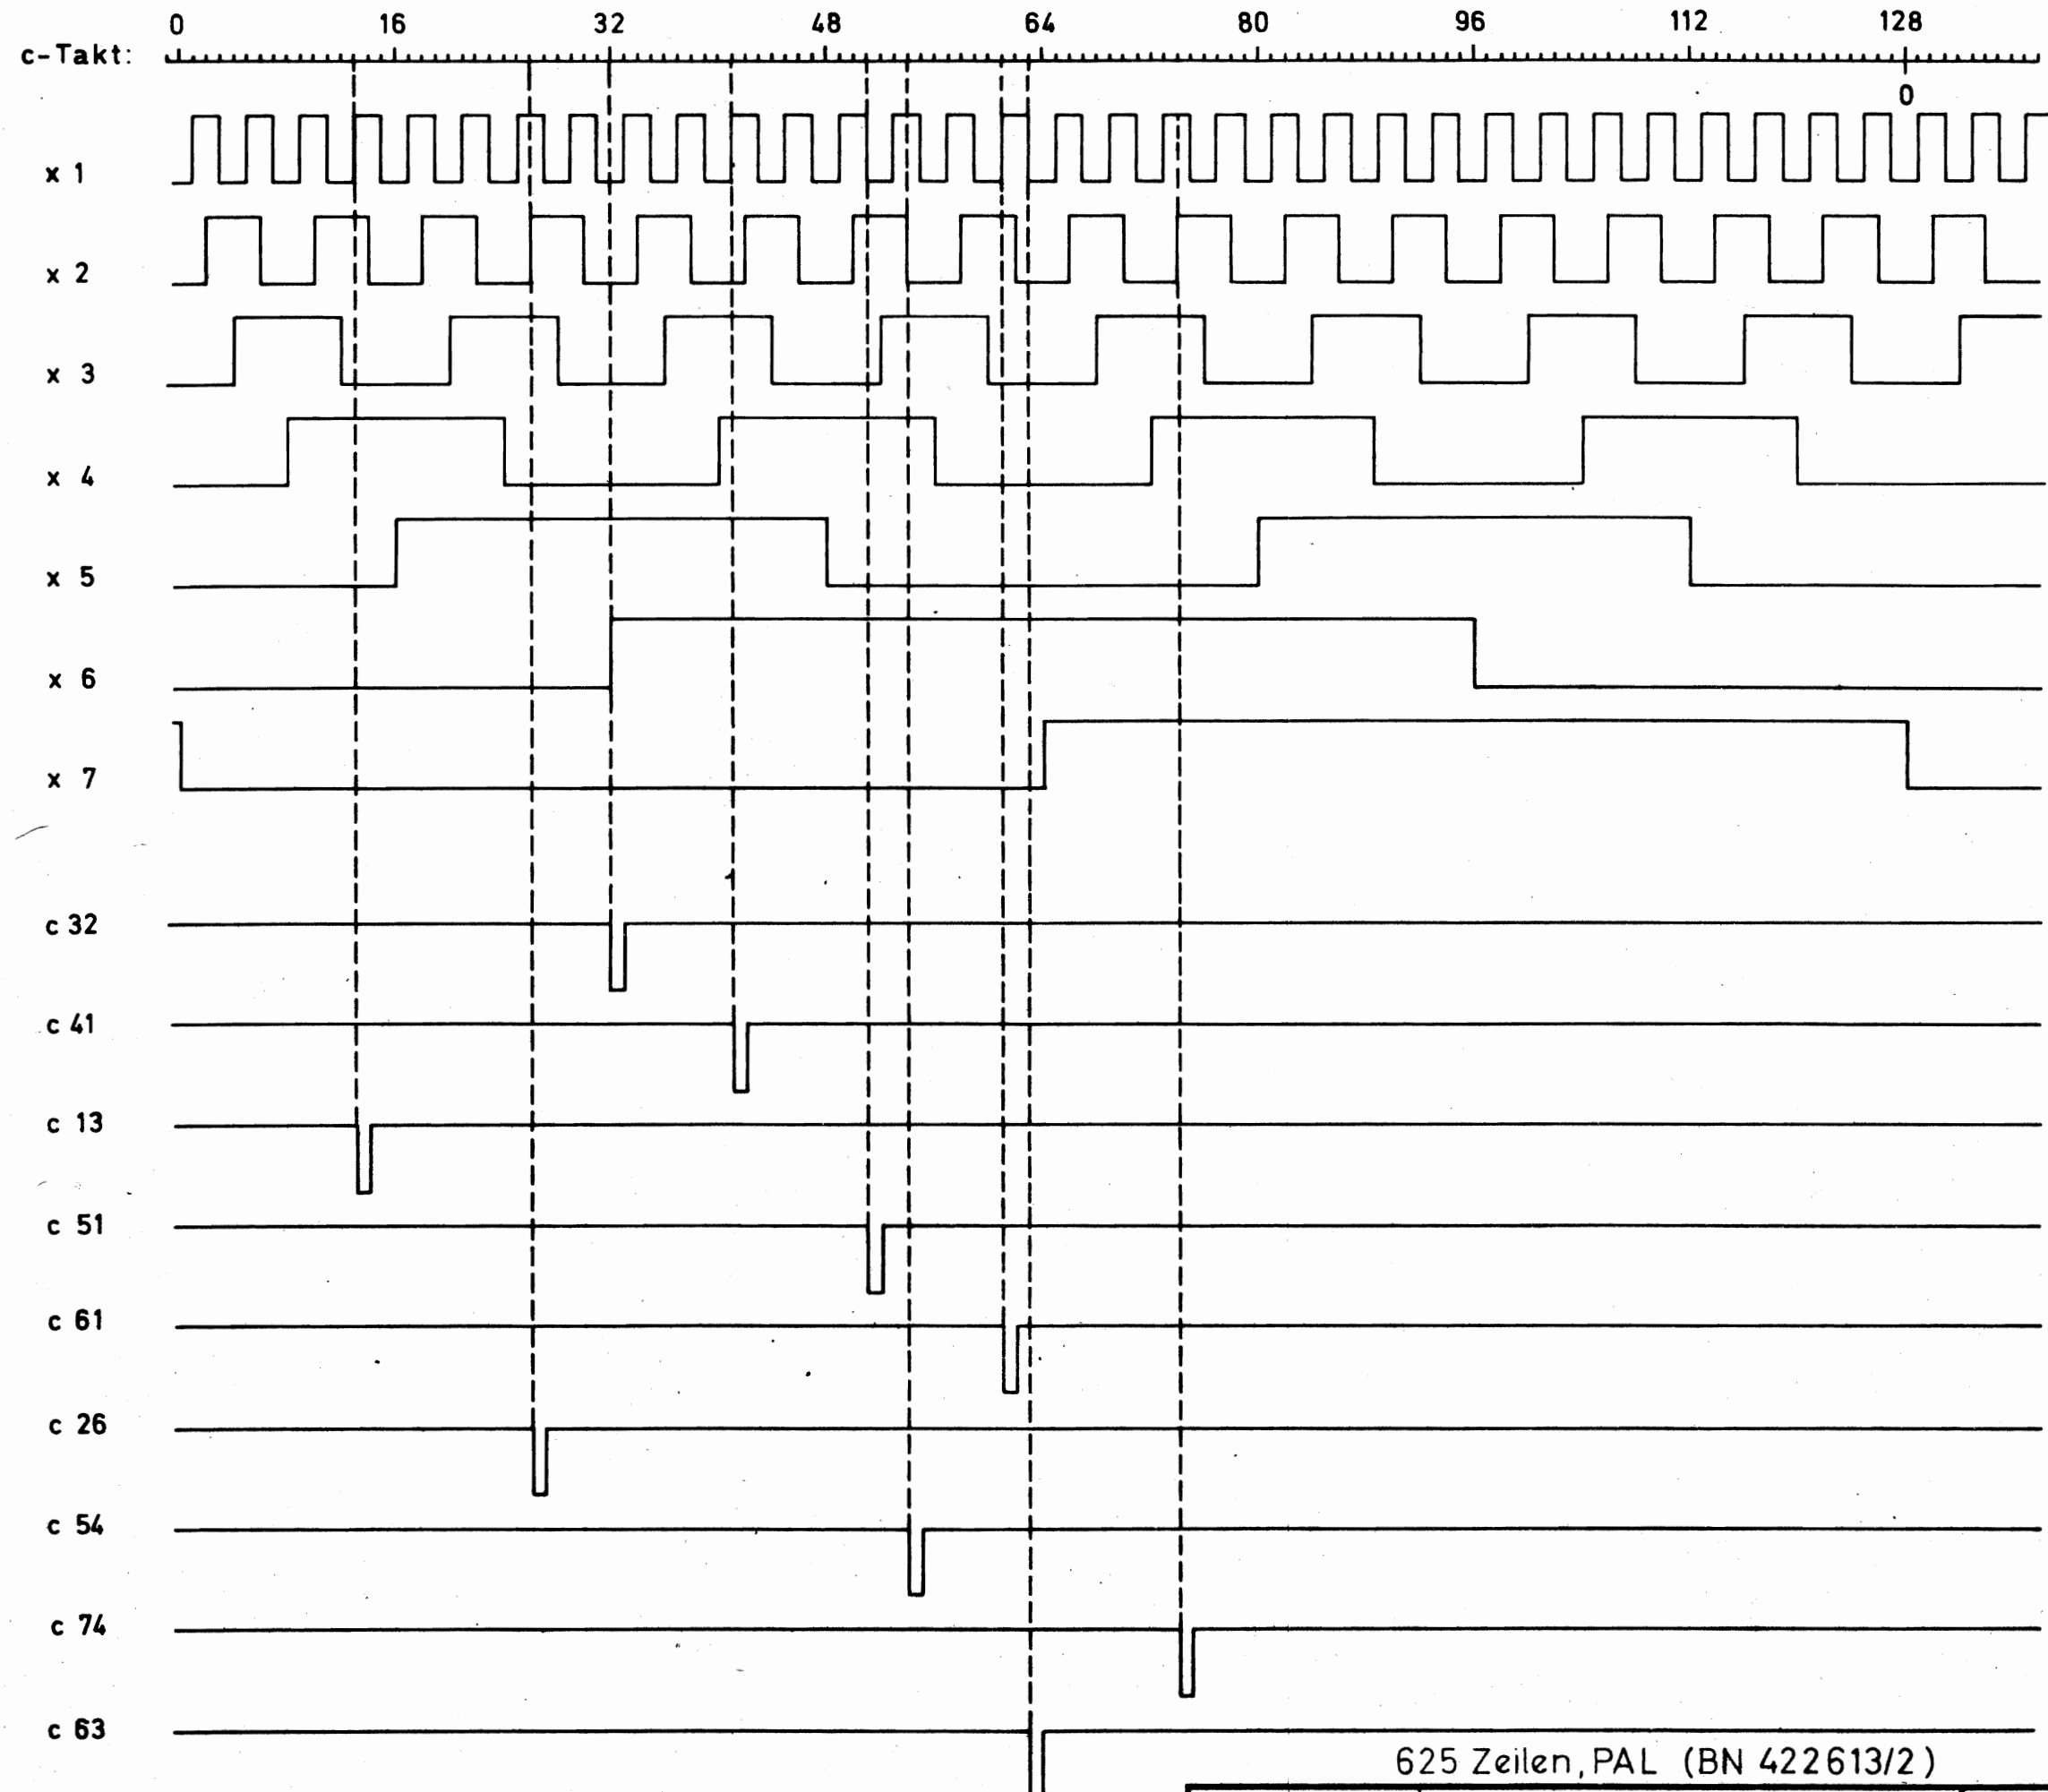 0 16 32 48 64 80 96 112 128
c-Takt:
0
x 1
x 2
x 3
x 4
x 5
x 6
x 7
c 32
c 41
c 13
c 51
c 61
c 26
c 54
c 74
c 63
625 Zeilen, PAL (BN 422613/2)